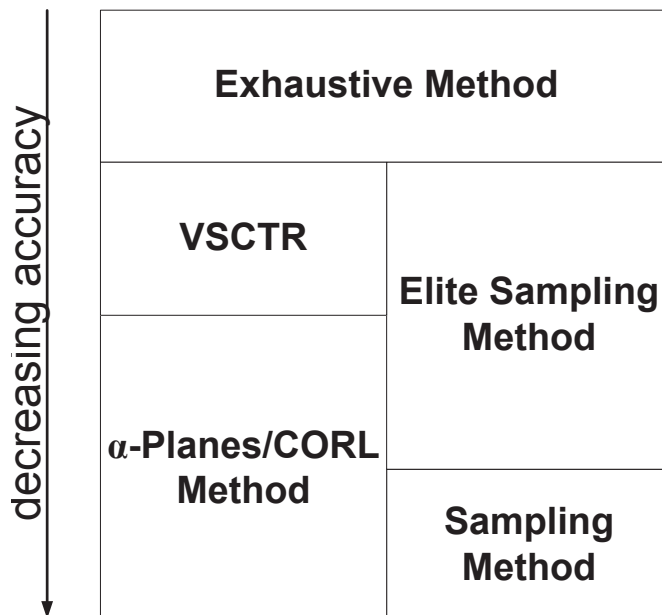 decreasing accuracy
Exhaustive Method
VSCTR
Elite Sampling
Method
α-Planes/CORL
Method
Sampling
Method